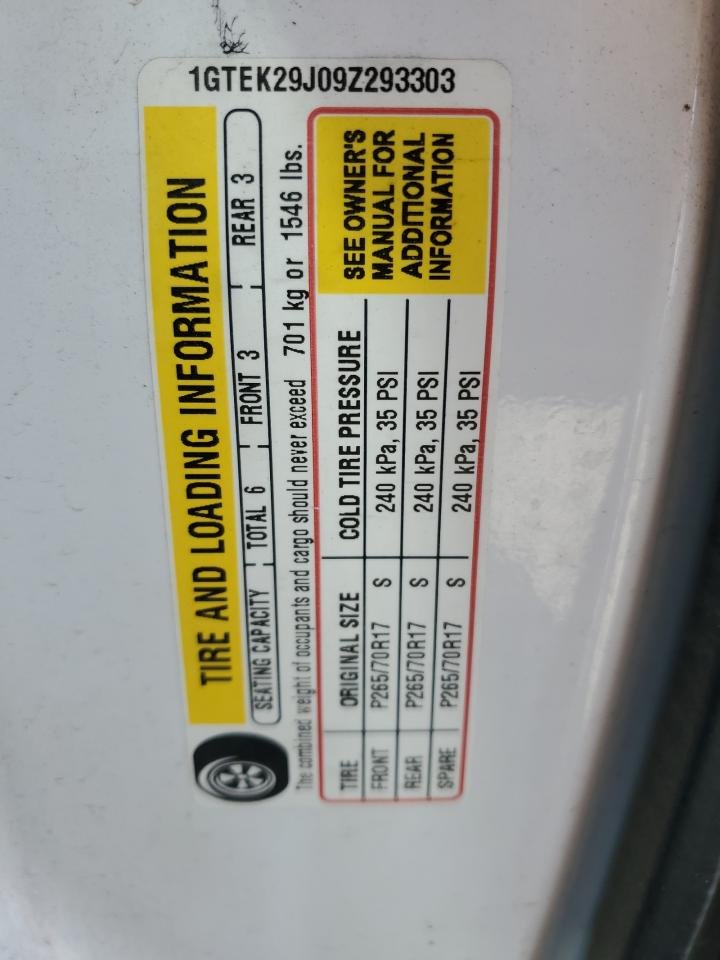 1GTEK29J09Z293303
TIRE AND LOADING INFORMATION
SEATING CAPACITY TOTAL 6 FRONT 3 REAR 3
The combined weight of occupants and cargo should never exceed 701 kg or 1546 lbs.
TIRE ORIGINAL SIZE COLD TIRE PRESSURE
FRONT P265/70R17 S 240 kPa, 35 PSI
REAR P265/70R17 S 240 kPa, 35 PSI
SPARE P265/70R17 S 240 kPa, 35 PSI
SEE OWNER'S
MANUAL FOR
ADDITIONAL
INFORMATION